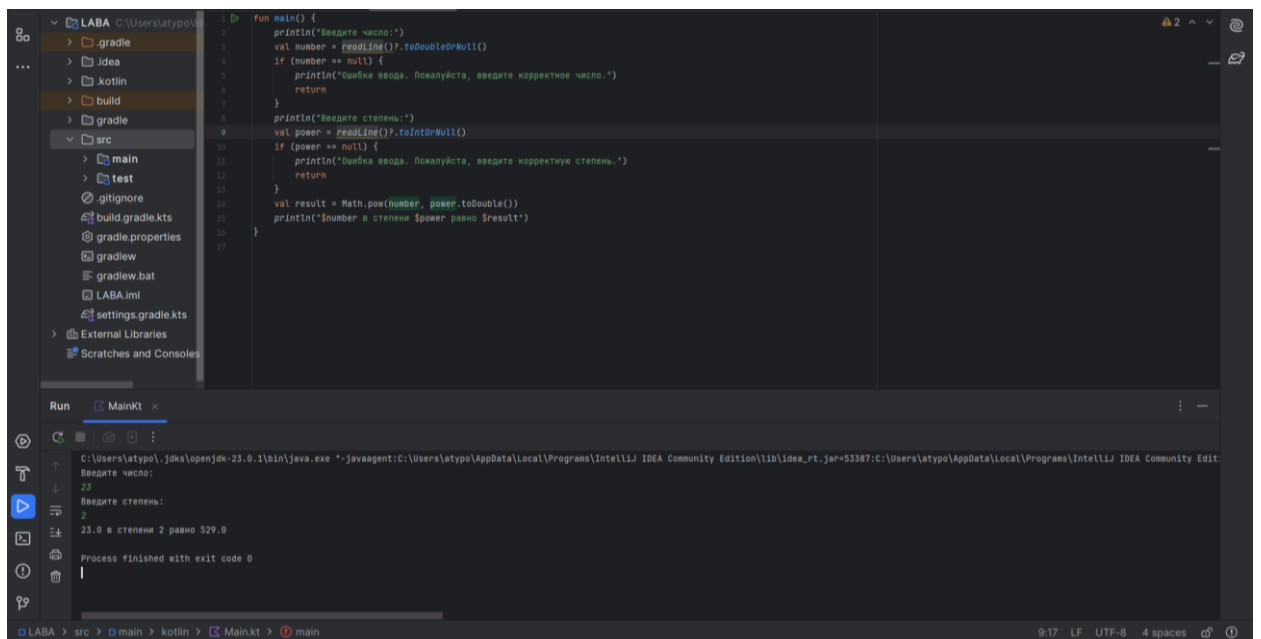 LABA C:\Users\atypo\Id
.gradle
.idea
.kotlin
build
gradle
src
main
test
.gitignore
build.gradle.kts
gradle.properties
gradlew
gradlew.bat
LABA.iml
settings.gradle.kts
External Libraries
Scratches and Consoles
1 fun main() {
2 println("Введите число:")
3 val number = readLine()?.toDoubleOrNull()
4 if (number == null) {
5 println("Ошибка ввода. Пожалуйста, введите корректное число.")
6 return
7 }
8 println("Введите степень:")
9 val power = readLine()?.toIntOrNull()
10 if (power == null) {
11 println("Ошибка ввода. Пожалуйста, введите корректную степень.")
12 return
13 }
14 val result = Math.pow(number, power.toDouble())
15 println("$number в степени $power равно $result")
16 }
17
2
Run MainKt
C:\Users\atypo\.jdks\openjdk-23.0.1\bin\java.exe "-javaagent:C:\Users\atypo\AppData\Local\Programs\IntelliJ IDEA Community Edition\lib\idea_rt.jar=53387:C:\Users\atypo\AppData\Local\Programs\IntelliJ IDEA Community Edit
Введите число:
23
Введите степень:
2
23.0 в степени 2 равно 529.0
Process finished with exit code 0
LABA > src > main > kotlin > Main.kt > main
9:17 LF UTF-8 4 spaces